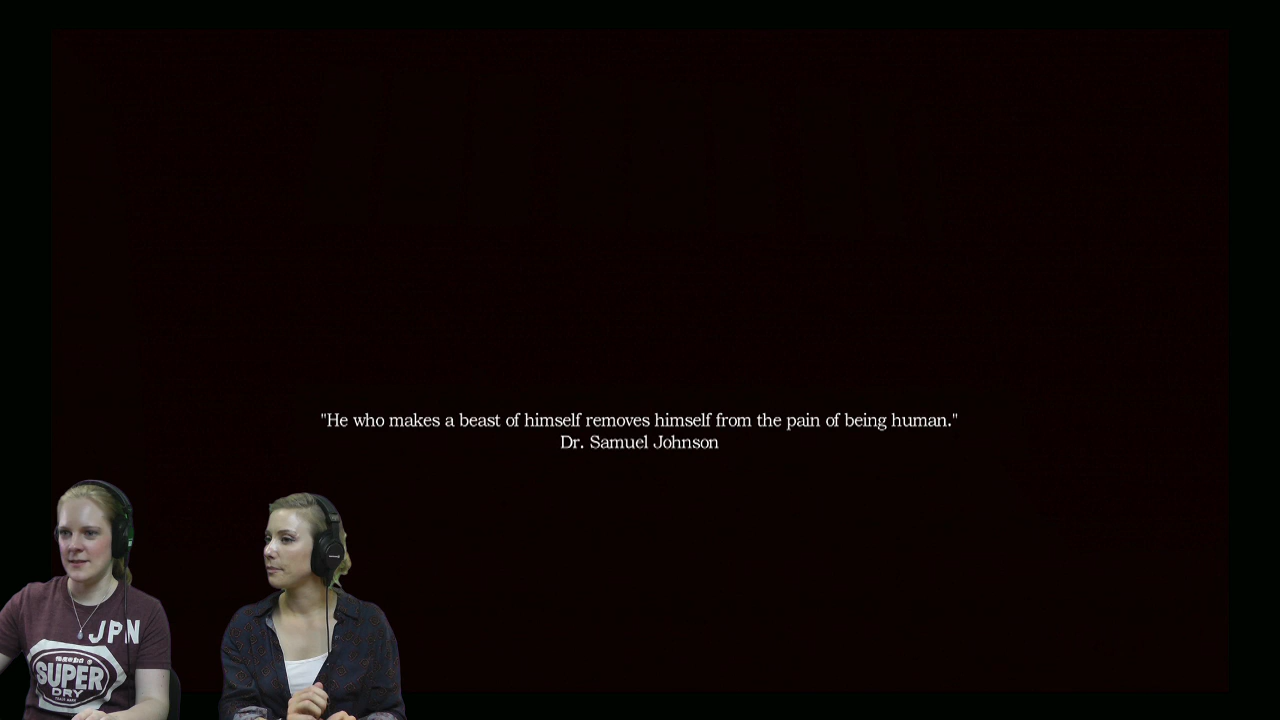 "He who makes a beast of himself removes himself from the pain of being human."
Dr. Samuel Johnson
JPN
SUPER
DRY